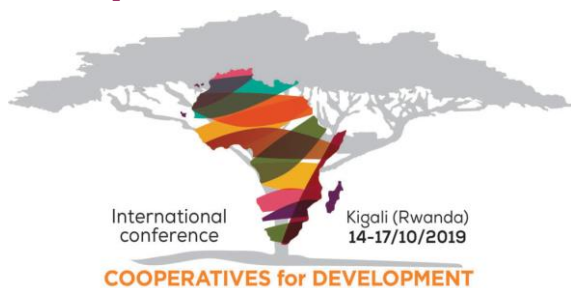 International
conference
Kigali (Rwanda)
14-17/10/2019
COOPERATIVES for DEVELOPMENT